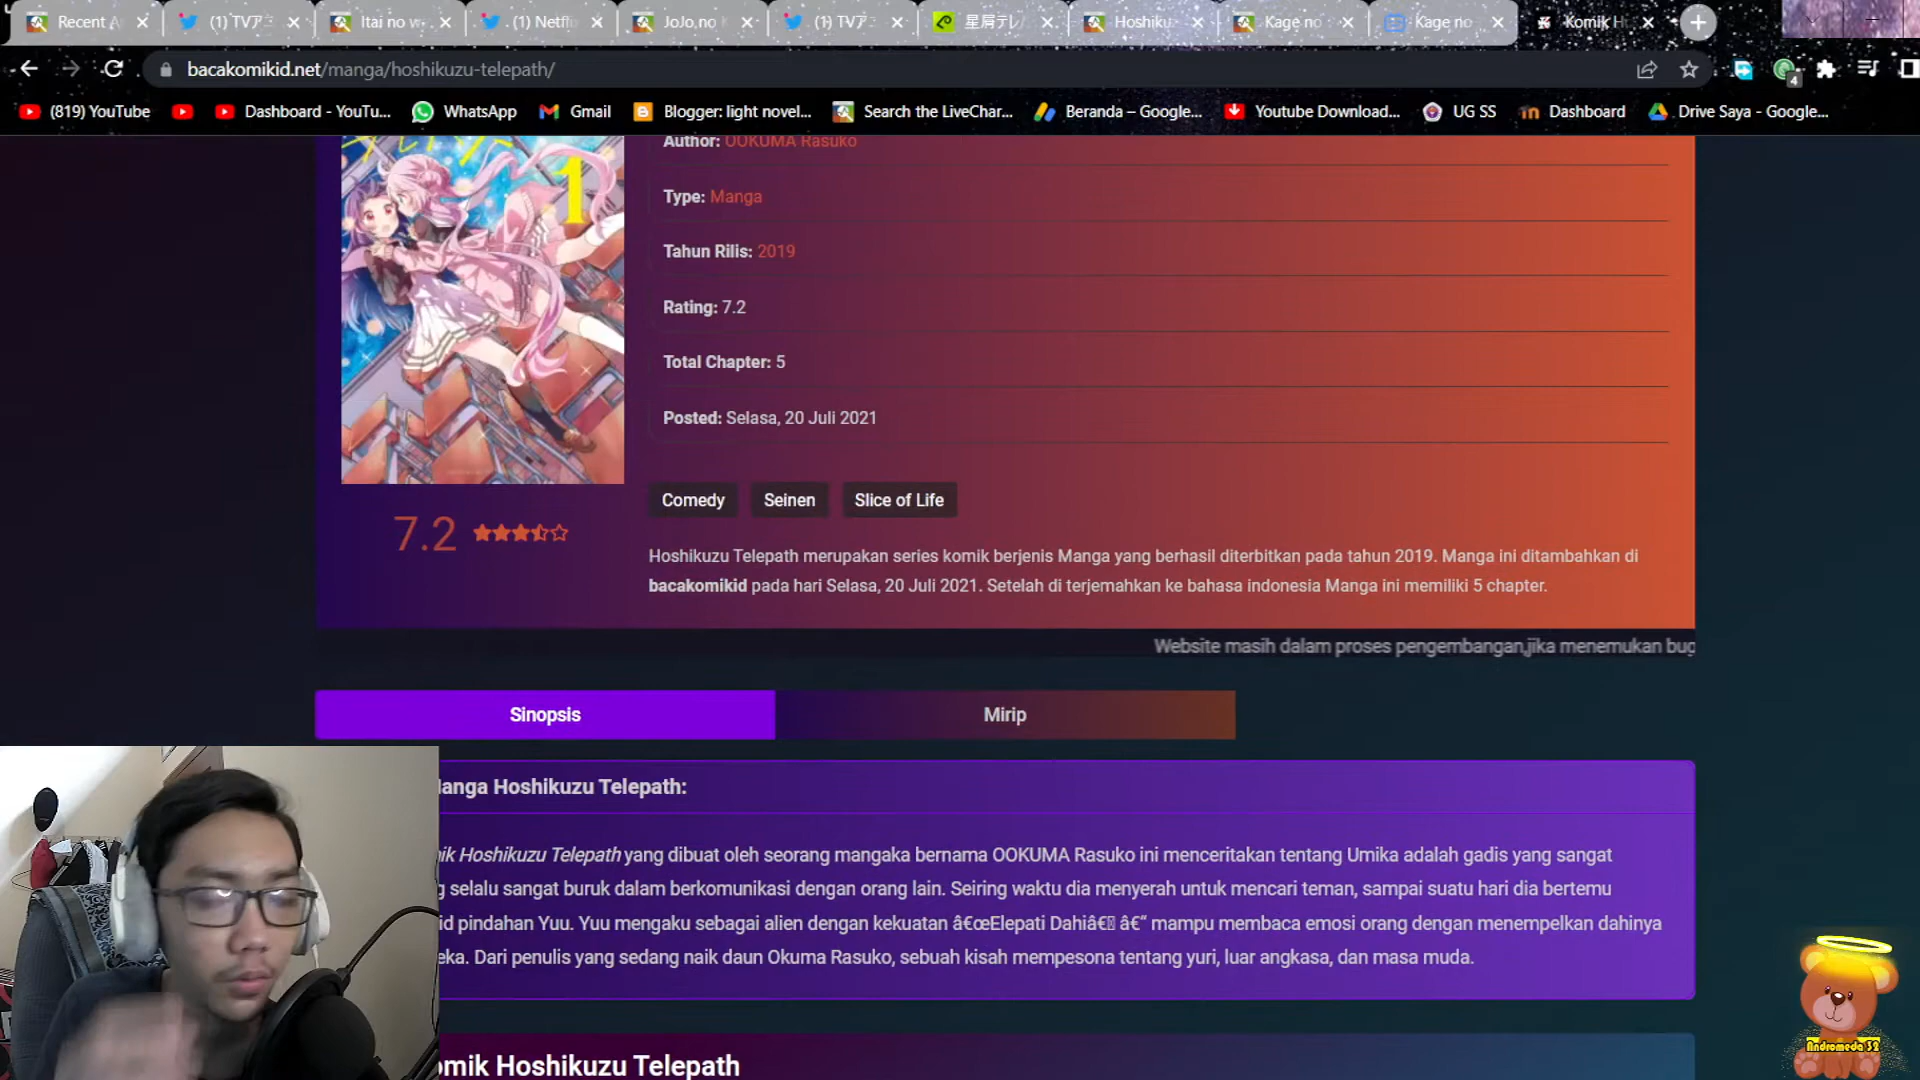 Recent A
(1) TVアニ
Itai no w
(1) Netfli
JoJo no K
(1) TVアニ
星屑テレ
Hoshiku
Kage no
Kage no
Komik H
bacakomikid.net/manga/hoshikuzu-telepath/
4
(819) YouTube
Dashboard - YouTu...
WhatsApp
Gmail
Blogger: light novel...
Search the LiveChar...
Beranda – Google...
Youtube Download...
UG SS
Dashboard
Drive Saya - Google...
1
Author: OOKUMA Rasuko
Type: Manga
Tahun Rilis: 2019
Rating: 7.2
Total Chapter: 5
Posted: Selasa, 20 Juli 2021
Comedy
Seinen
Slice of Life
7.2
Hoshikuzu Telepath merupakan series komik berjenis Manga yang berhasil diterbitkan pada tahun 2019. Manga ini ditambahkan di
bacakomikid pada hari Selasa, 20 Juli 2021. Setelah di terjemahkan ke bahasa indonesia Manga ini memiliki 5 chapter.
Website masih dalam proses pengembangan,jika menemukan bug
Sinopsis
Mirip
anga Hoshikuzu Telepath:
ik Hoshikuzu Telepath yang dibuat oleh seorang mangaka bernama OOKUMA Rasuko ini menceritakan tentang Umika adalah gadis yang sangat
g selalu sangat buruk dalam berkomunikasi dengan orang lain. Seiring waktu dia menyerah untuk mencari teman, sampai suatu hari dia bertemu
id pindahan Yuu. Yuu mengaku sebagai alien dengan kekuatan â€œElepati Dahiâ€ â€“ mampu membaca emosi orang dengan menempelkan dahinya
eka. Dari penulis yang sedang naik daun Okuma Rasuko, sebuah kisah mempesona tentang yuri, luar angkasa, dan masa muda.
omik Hoshikuzu Telepath
Andromeda 32